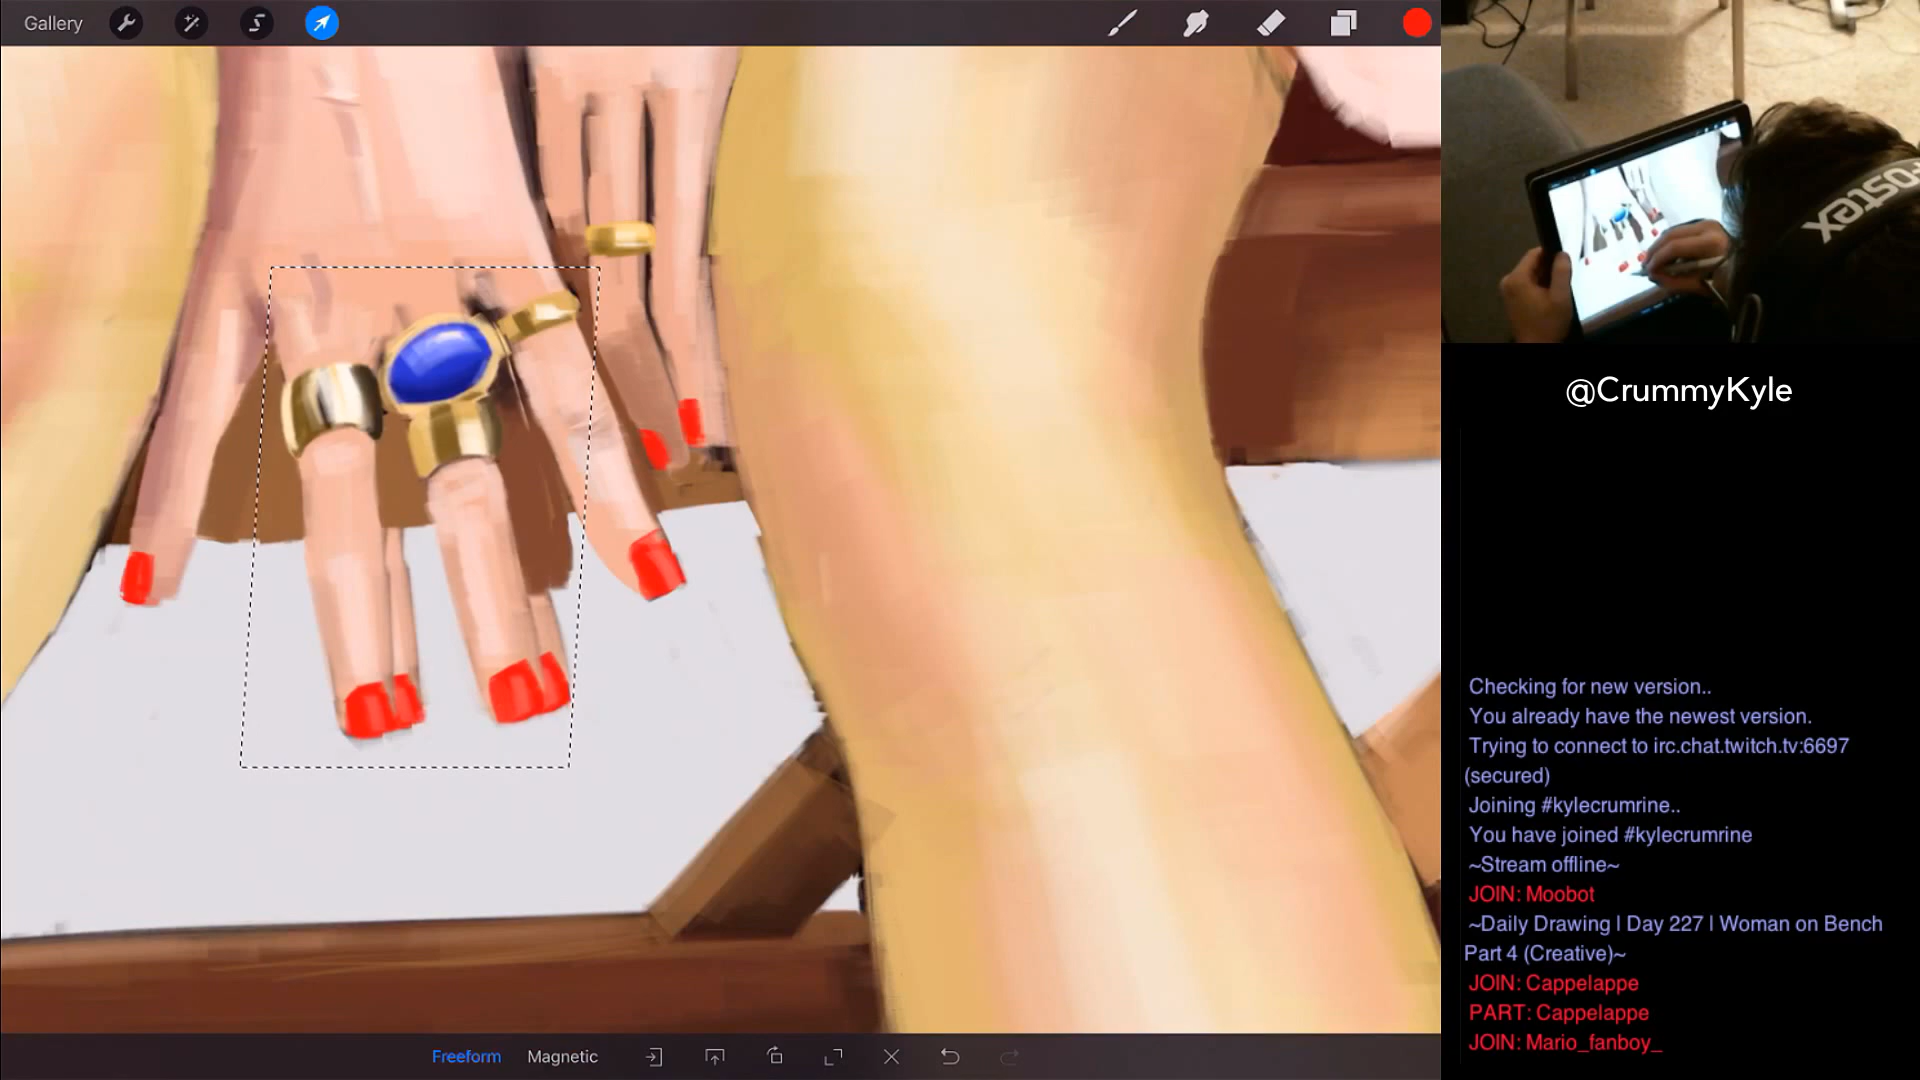 Gallery
FOSTEX
@CrummyKyle
Checking for new version..
You already have the newest version.
Trying to connect to irc.chat.twitch.tv:6697
(secured)
Joining #kylecrumrine..
You have joined #kylecrumrine
~Stream offline~
JOIN: Moobot
~Daily Drawing | Day 227 | Woman on Bench
Part 4 (Creative)~
JOIN: Cappelappe
PART: Cappelappe
JOIN: Mario_fanboy_
Freeform Magnetic